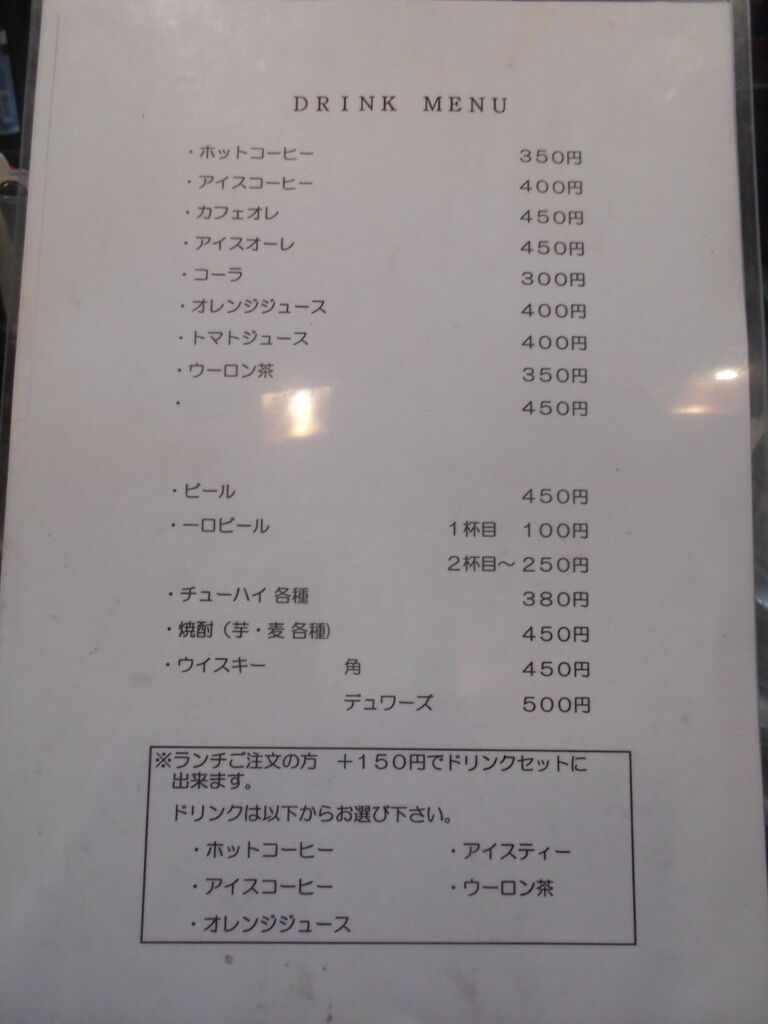 DRINK MENU
・ホットコーヒー 350円
・アイスコーヒー 400円
・カフェオレ 450円
・アイスオーレ 450円
・コーラ 300円
・オレンジジュース 400円
・トマトジュース 400円
・ウーロン茶 350円
・ 450円
・ビール 450円
・一口ビール 1杯目 100円
2杯目～ 250円
・チューハイ 各種 380円
・焼酎（芋・麦 各種) 450円
・ウイスキー 角 450円
デュワーズ 500円
※ランチご注文の方 ＋150円でドリンクセットに
出来ます。
ドリンクは以下からお選び下さい。
・ホットコーヒー ・アイスティー
・アイスコーヒー ・ウーロン茶
・オレンジジュース